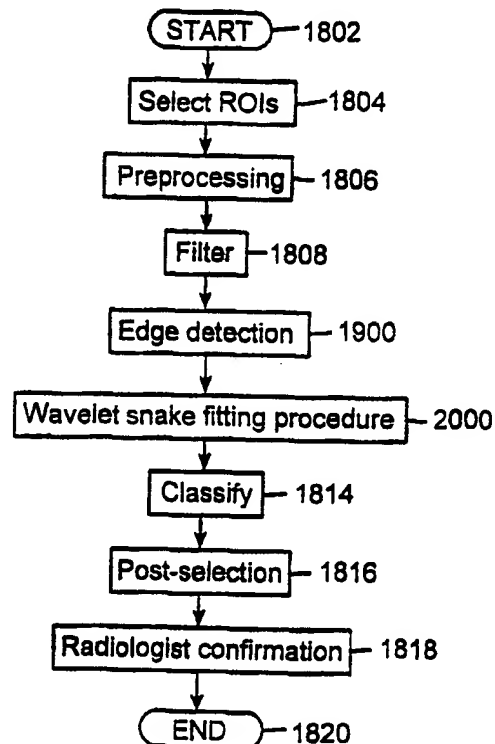 START 1802
Select ROIs 1804
Preprocessing 1806
Filter 1808
Edge detection 1900
Wavelet snake fitting procedure 2000
Classify 1814
Post-selection 1816
Radiologist confirmation 1818
END 1820